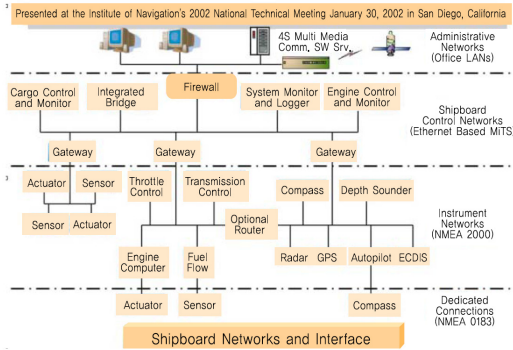 3
Presented at the Institute of Navigation's 2002 National Technical Meeting January 30, 2002 in San Diego, California
4S Multi Media
Comm, SW Srv,
Administrative
Networks
(Office LANs)
Firewall
Cargo Control
and Monitor
Integrated
Bridge
System Monitor
and Logger
Engine Control
and Monitor
Shipboard
Control Networks
(Ethernet Based MiTS)
Gateway
Gateway
Gateway
3
Actuator
Sensor
Throttle
Control
Transmission
Control
Compass
Depth Sounder
Sensor
Actuator
Optional
Router
Instrument
Networks
(NMEA 2000)
Engine
Computer
Fuel
Flow
Radar
GPS
Autopilot
ECDIS
Actuator
Sensor
Compass
Dedicated
Connections
(NMEA 0183)
Shipboard Networks and Interface